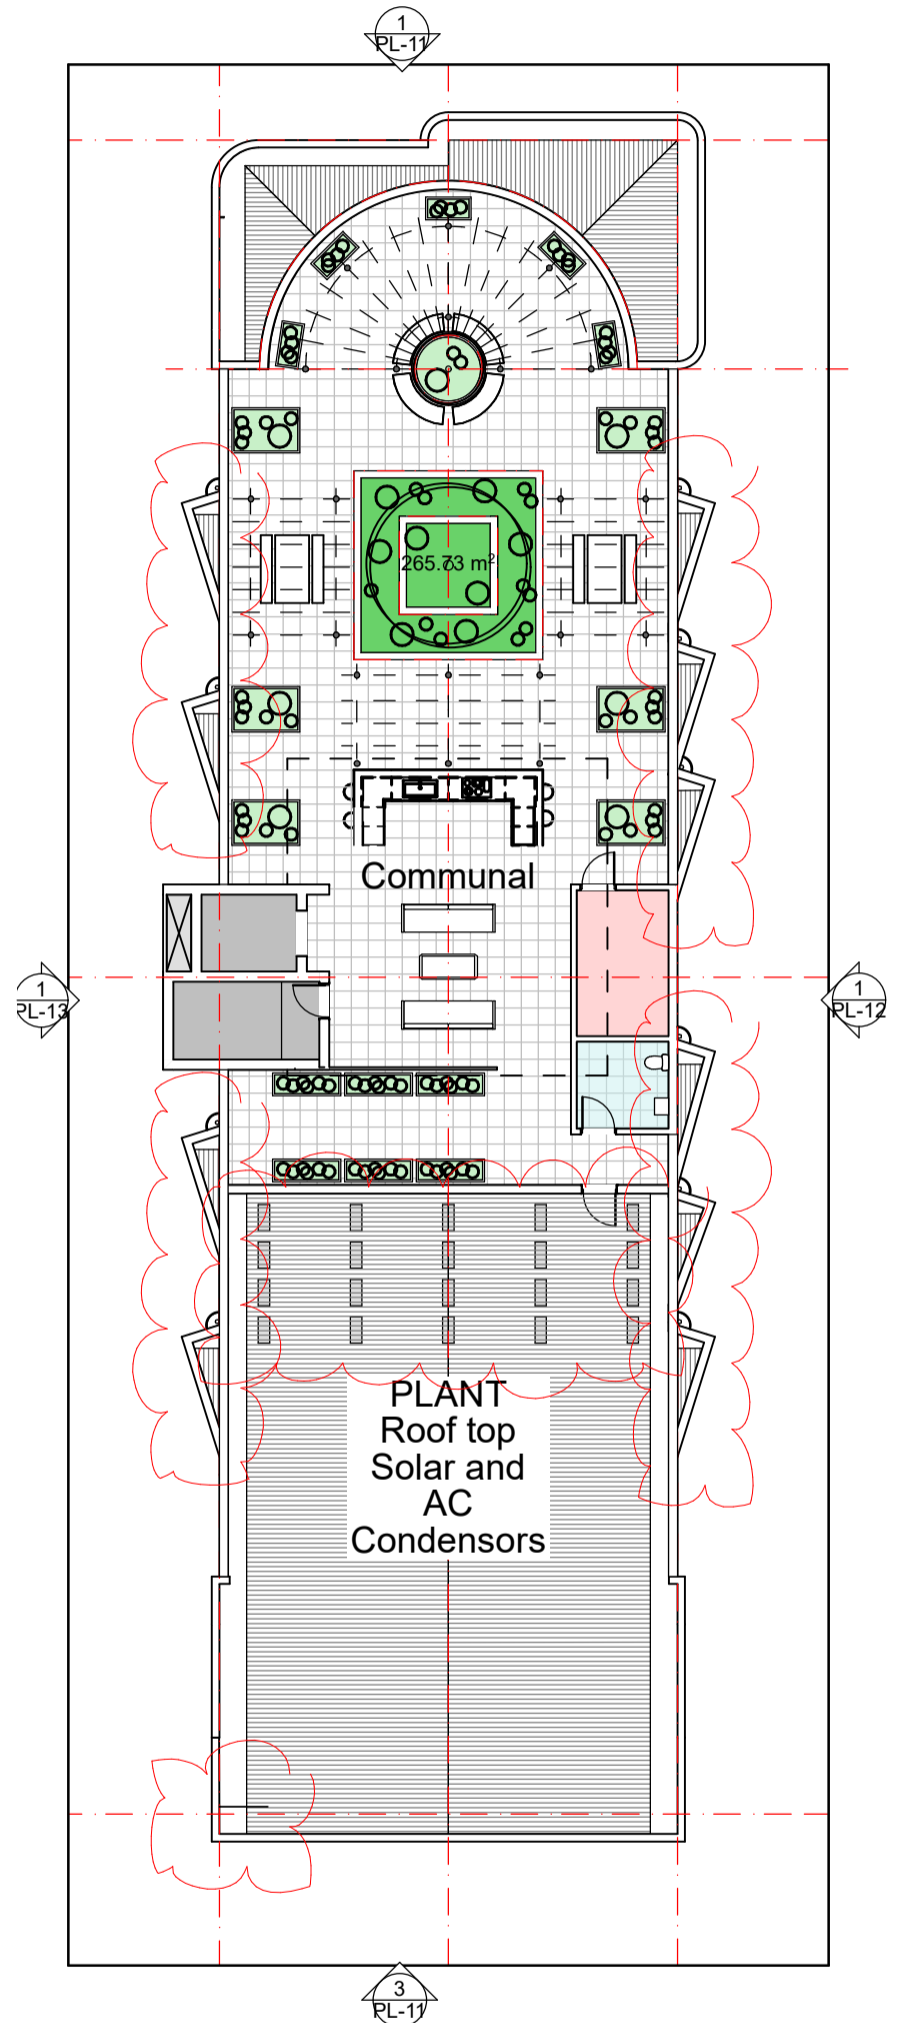 1
PL-11
265.73 m²
Communal
1
PL-13
1
PL-12
PLANT
Roof top
Solar and
AC
Condensors
3
PL-11